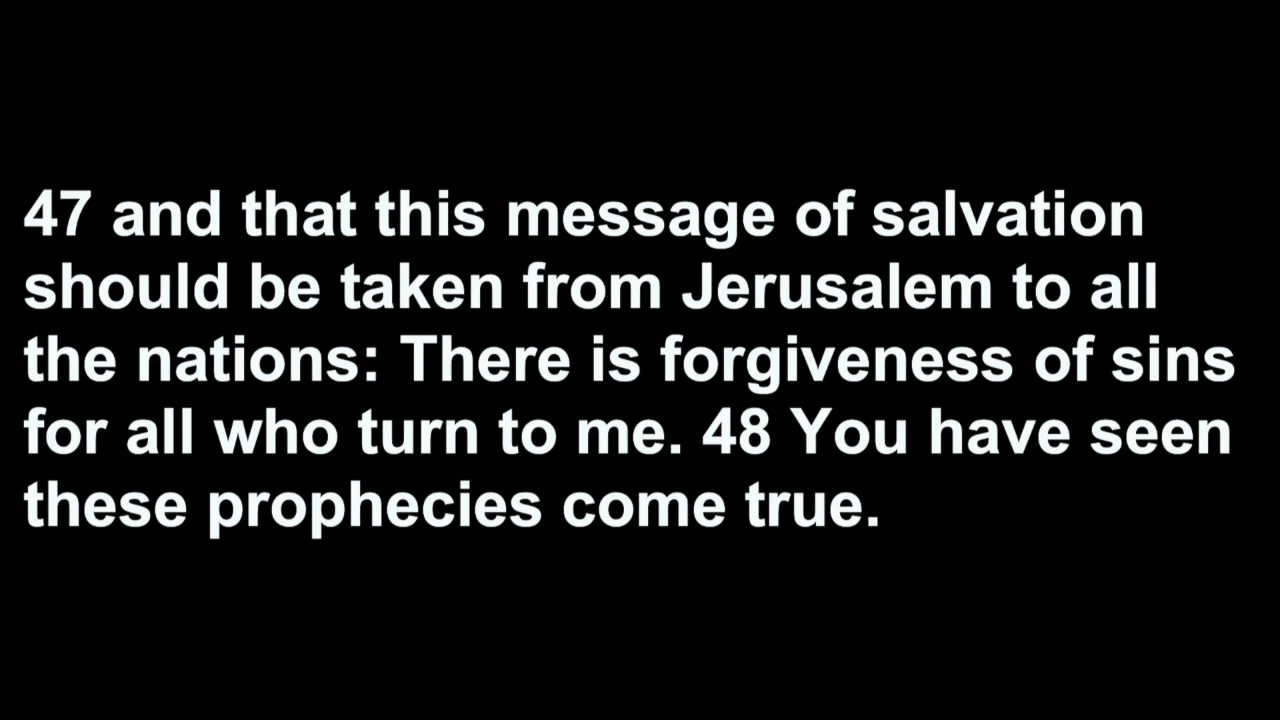 47 and that this message of salvation
should be taken from Jerusalem to all
the nations: There is forgiveness of sins
for all who turn to me. 48 You have seen
these prophecies come true.